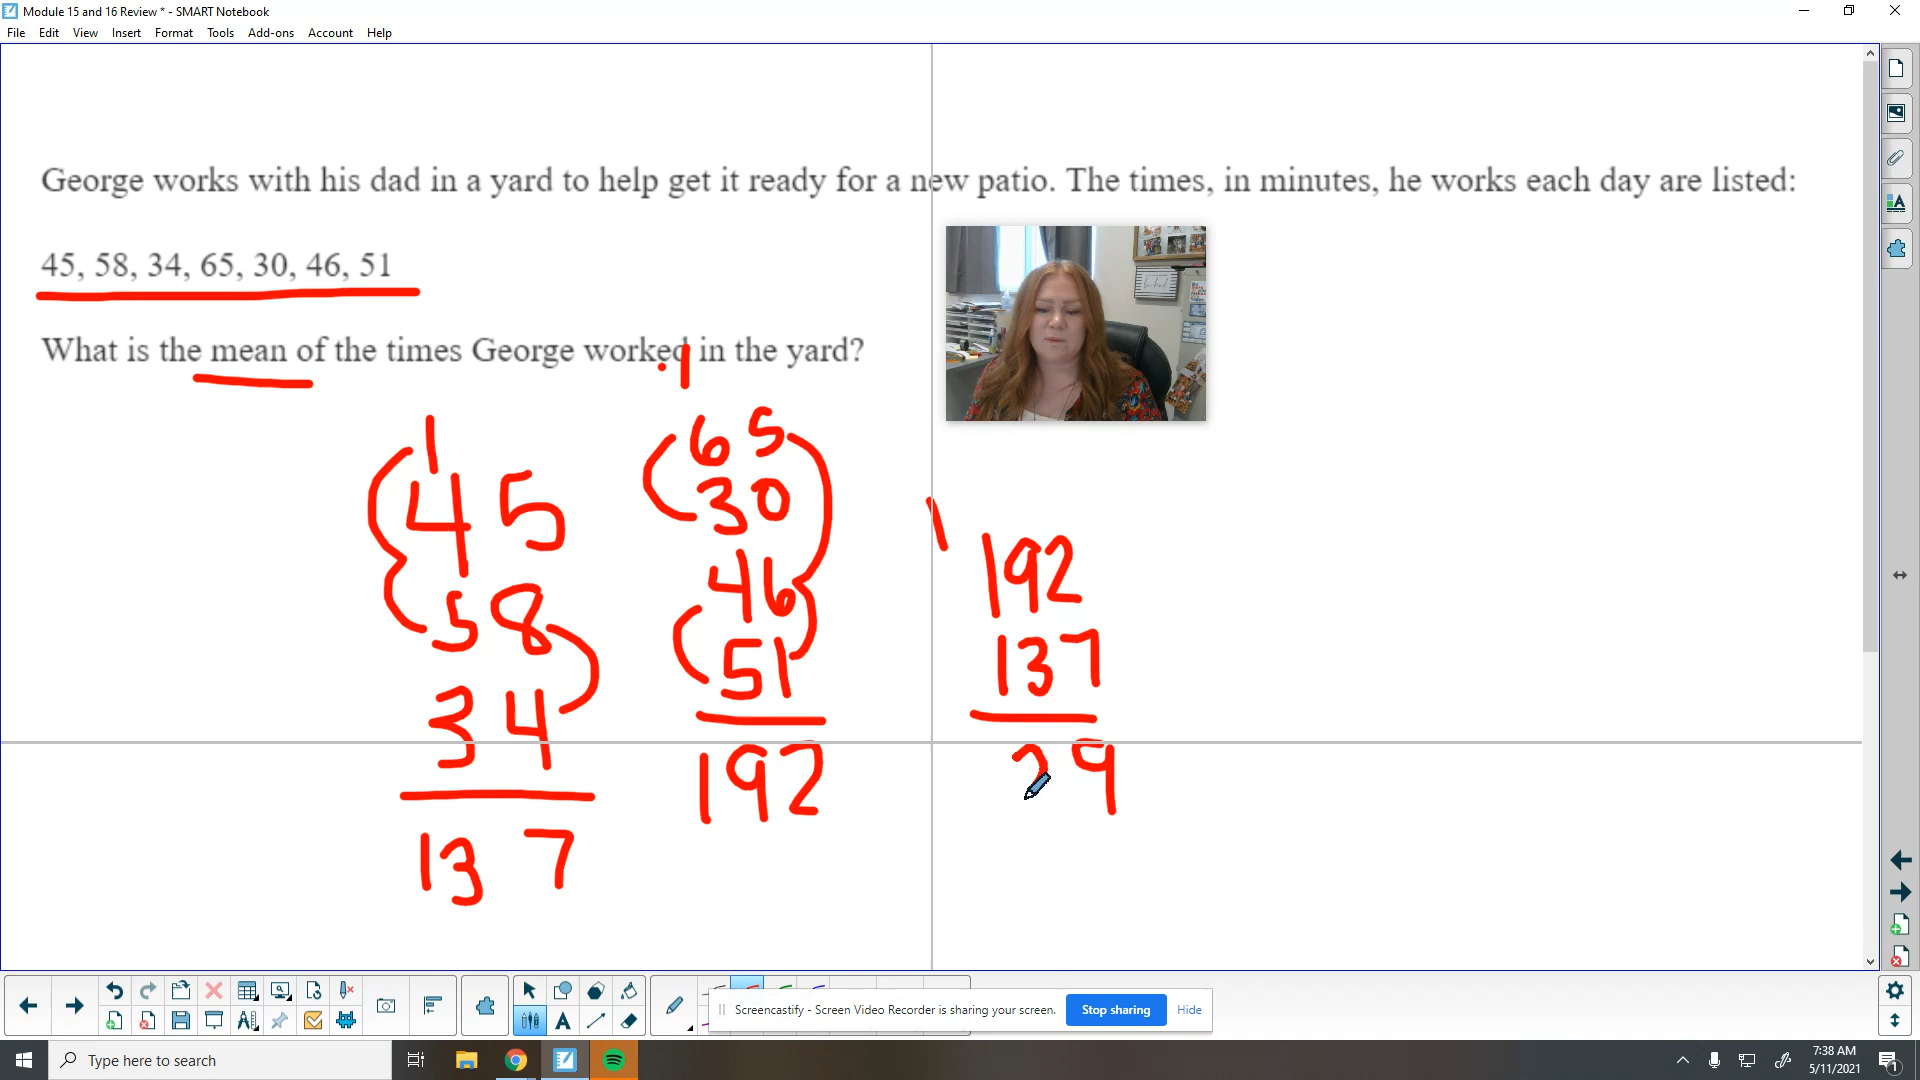 Module 15 and 16 Review * - SMART Notebook
File Edit View Insert Format Tools Add-ons Account Help
George works with his dad in a yard to help get it ready for a new patio. The times, in minutes, he works each day are listed:
45, 58, 34, 65, 30, 46, 51
What is the mean of the times George worked in the yard?
1
45
58
34
137
.1
65
30
46
51
192
1
192
137
29
Screencastify - Screen Video Recorder is sharing your screen.
Stop sharing
Hide
Type here to search
7:38 AM
5/11/2021
1